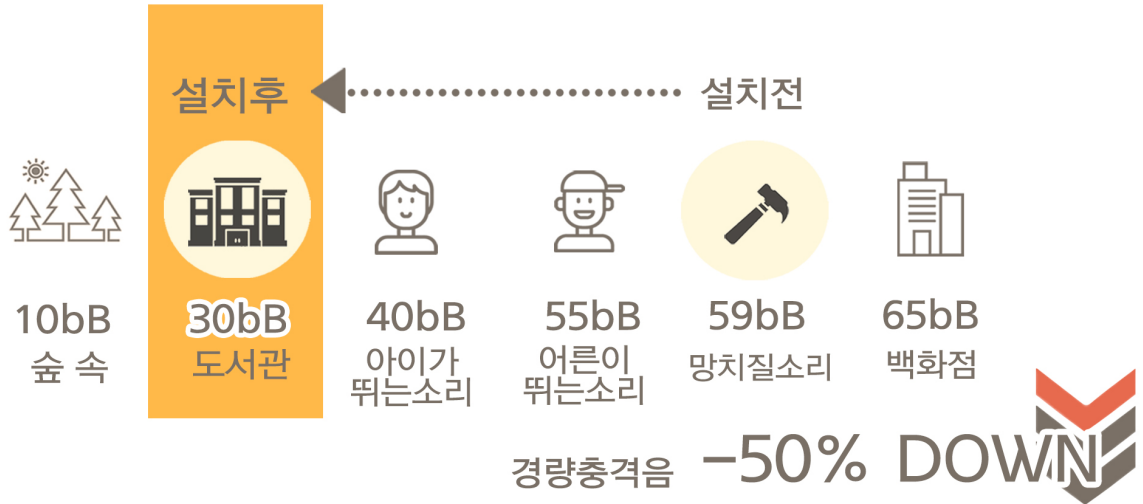 설치후
설치전
10bB
숲 속
30bB
도서관
40bB
아이가
뛰는소리
55bB
어른이
뛰는소리
59bB
망치질소리
65bB
백화점
경량충격음 -50% DOWN